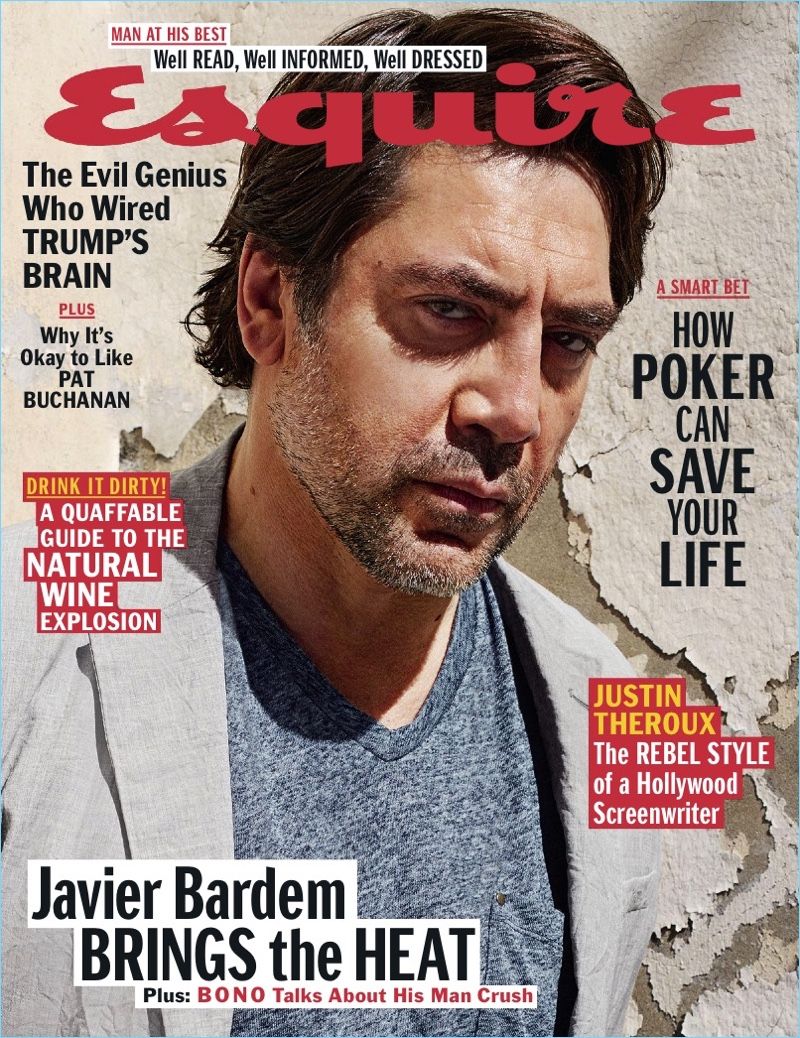 MAN AT HIS BEST
Well READ, Well INFORMED, Well DRESSED
Esquire
The Evil Genius
Who Wired
TRUMP'S
BRAIN
PLUS
Why It's
Okay to Like
PAT
BUCHANAN
A SMART BET
HOW
POKER
CAN
SAVE
YOUR
LIFE
DRINK IT DIRTY!
A QUAFFABLE
GUIDE TO THE
NATURAL
WINE
EXPLOSION
JUSTIN
THEROUX
The REBEL STYLE
of a Hollywood
Screenwriter
Javier Bardem
BRINGS the HEAT
Plus: BONO Talks About His Man Crush